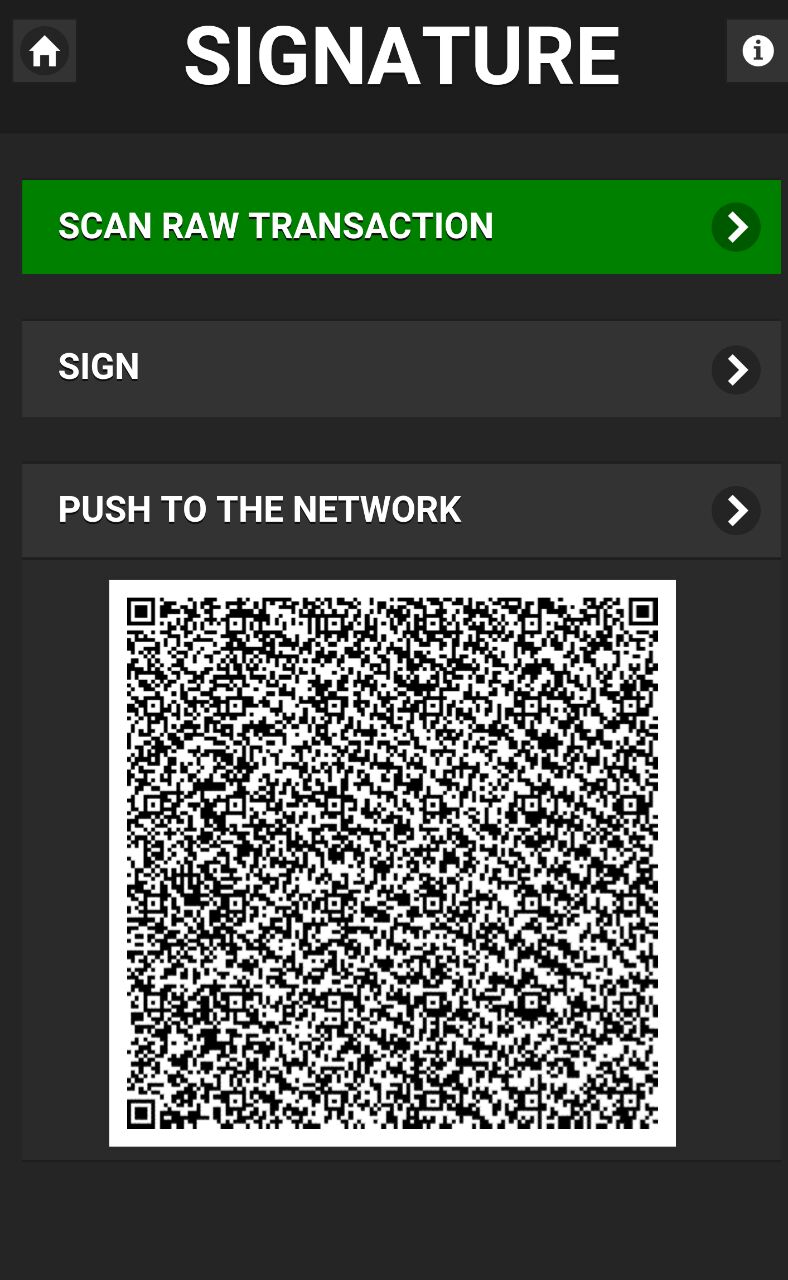 SIGNATURE
SCAN RAW TRANSACTION
SIGN
PUSH TO THE NETWORK